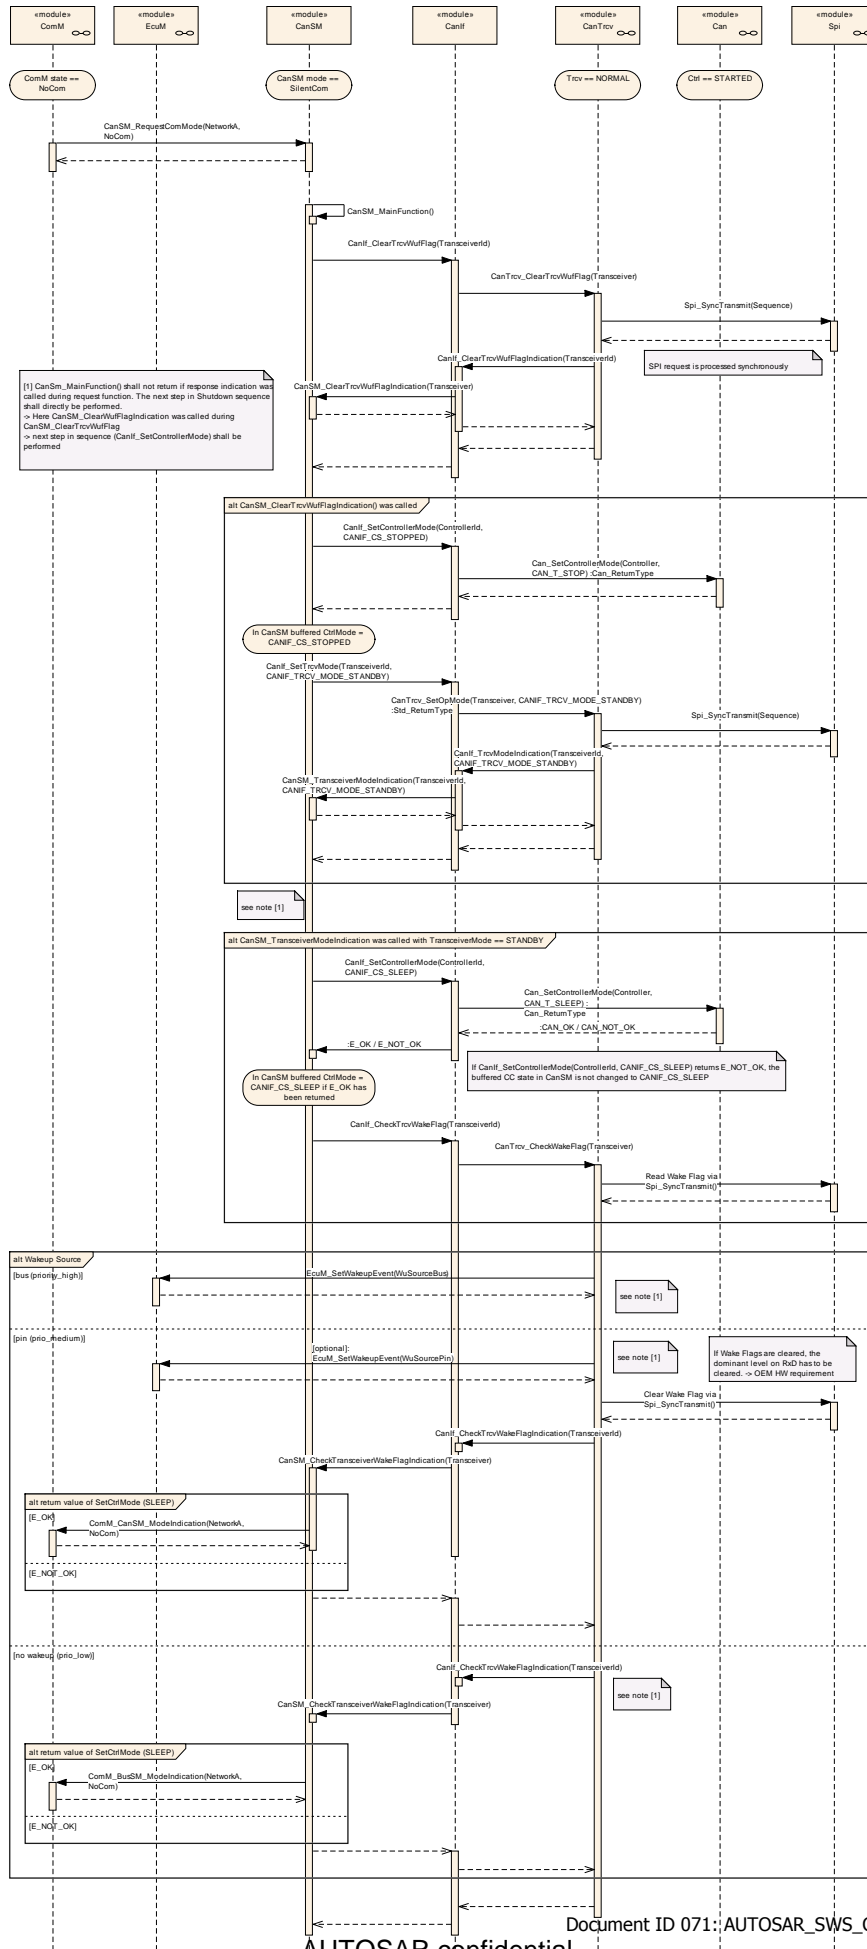 «module»
ComM
«module»
EcuM
«module»
CanSM
«module»
CanIf
«module»
CanTrcv
«module»
Can
«module»
Spi
ComM state ==
NoCom
CanSM mode ==
SilentCom
Trcv == NORMAL
Ctrl == STARTED
CanSM_RequestComMode(NetworkA,
NoCom)
CanSM_MainFunction()
CanIf_ClearTrcvWufFlag(TransceiverId)
CanTrcv_ClearTrcvWufFlag(Transceiver)
Spi_SyncTransmit(Sequence)
CanIf_ClearTrcvWufFlagIndication(TransceiverId)
SPI request is processed synchronously
[1] CanSm_MainFunction() shall not return if response indication was
called during request function. The next step in Shutdown sequence
shall directly be performed.
-> Here CanSM_ClearWufFlagIndication was called during
CanSM_ClearTrcvWufFlag
-> next step in sequence (CanIf_SetControllerMode) shall be
performed
CanSM_ClearTrcvWufFlagIndication(Transceiver)
alt CanSM_ClearTrcvWufFlagIndication() was called
CanIf_SetControllerMode(ControllerId,
CANIF_CS_STOPPED)
Can_SetControllerMode(Controller,
CAN_T_STOP) :Can_ReturnType
In CanSM buffered CtrlMode =
CANIF_CS_STOPPED
CanIf_SetTrcvMode(TransceiverId,
CANIF_TRCV_MODE_STANDBY)
CanTrcv_SetOpMode(Transceiver, CANIF_TRCV_MODE_STANDBY)
:Std_ReturnType
Spi_SyncTransmit(Sequence)
CanIf_TrcvModeIndication(TransceiverId,
CANIF_TRCV_MODE_STANDBY)
CanSM_TransceiverModeIndication(TransceiverId,
CANIF_TRCV_MODE_STANDBY)
see note [1]
alt CanSM_TransceiverModeIndication was called with TransceiverMode == STANDBY
CanIf_SetControllerMode(ControllerId,
CANIF_CS_SLEEP)
Can_SetControllerMode(Controller,
CAN_T_SLEEP) :
Can_ReturnType
:CAN_OK / CAN_NOT_OK
:E_OK / E_NOT_OK
If CanIf_SetControllerMode(ControllerId, CANIF_CS_SLEEP) returns E_NOT_OK, the
buffered CC state in CanSM is not changed to CANIF_CS_SLEEP
In CanSM buffered CtrlMode =
CANIF_CS_SLEEP if E_OK has
been returned
CanIf_CheckTrcvWakeFlag(TransceiverId)
CanTrcv_CheckWakeFlag(Transceiver)
Read Wake Flag via
Spi_SyncTransmit()
alt Wakeup Source
[bus (priority_high)]
EcuM_SetWakeupEvent(WuSourceBus)
see note [1]
[pin (prio_medium)]
[optional]:
EcuM_SetWakeupEvent(WuSourcePin)
see note [1]
If Wake Flags are cleared, the
dominant level on RxD has to be
cleared. -> OEM HW requirement
Clear Wake Flag via
Spi_SyncTransmit()
CanIf_CheckTrcvWakeFlagIndication(TransceiverId)
CanSM_CheckTransceiverWakeFlagIndication(Transceiver)
alt return value of SetCtrlMode (SLEEP)
[E_OK]
ComM_CanSM_ModeIndication(NetworkA,
NoCom)
[E_NOT_OK]
[no wakeup (prio_low)]
CanIf_CheckTrcvWakeFlagIndication(TransceiverId)
see note [1]
CanSM_CheckTransceiverWakeFlagIndication(Transceiver)
alt return value of SetCtrlMode (SLEEP)
[E_OK]
ComM_BusSM_ModeIndication(NetworkA,
NoCom)
[E_NOT_OK]
Document ID 071: AUTOSAR_SWS_C
AUTOSAR confidential